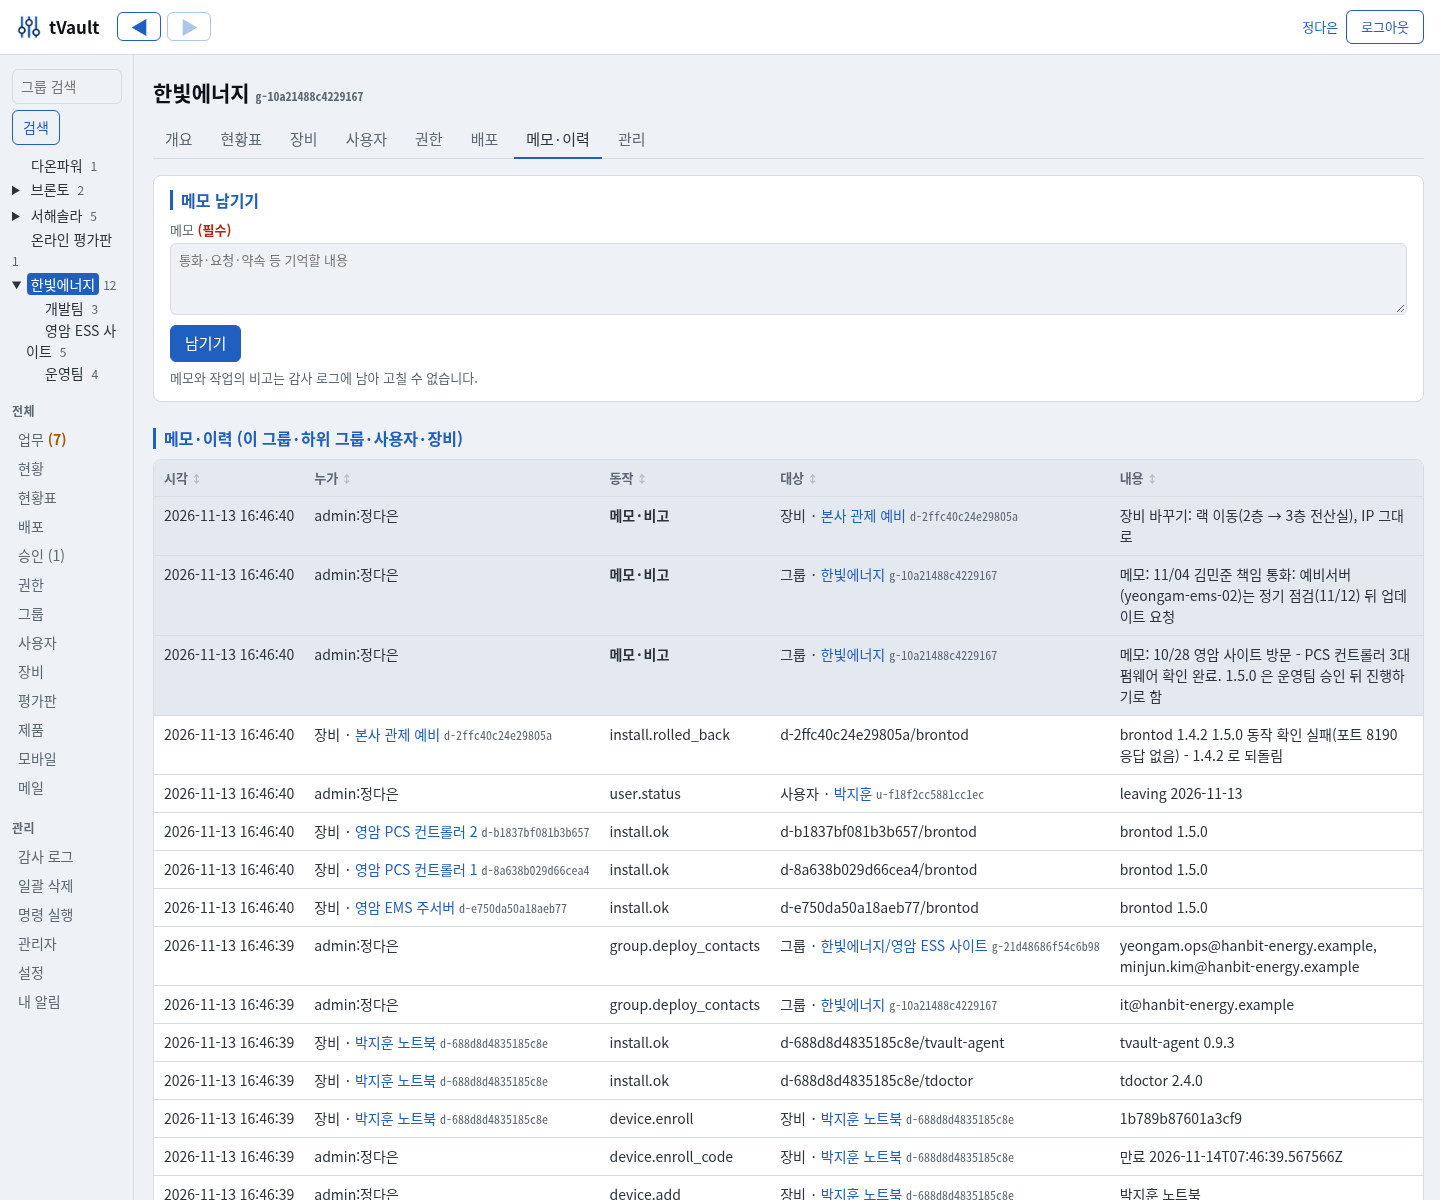 tVault
정다은
로그아웃
그룹 검색
검색
다온파워 1
브론토 2
서해솔라 5
온라인 평가판
1
한빛에너지 12
개발팀 3
영암 ESS 사
이트 5
운영팀 4
전체
업무 (7)
현황
현황표
배포
승인 (1)
권한
그룹
사용자
장비
평가판
제품
모바일
메일
관리
감사 로그
일괄 삭제
명령 실행
관리자
설정
내 알림
한빛에너지 g-10a21488c4229167
개요 현황표 장비 사용자 권한 배포 메모·이력 관리
메모 남기기
메모 (필수)
통화·요청·약속 등 기억할 내용
남기기
메모와 작업의 비고는 감사 로그에 남아 고칠 수 없습니다.
메모·이력 (이 그룹·하위 그룹·사용자·장비)
시각 ↕ 누가 ↕ 동작 ↕ 대상 ↕ 내용 ↕
2026-11-13 16:46:40 admin:정다은 메모·비고 장비 · 본사 관제 예비 d-2ffc40c24e29805a 장비 바꾸기: 랙 이동(2층 → 3층 전산실), IP 그대
로
2026-11-13 16:46:40 admin:정다은 메모·비고 그룹 · 한빛에너지 g-10a21488c4229167 메모: 11/04 김민준 책임 통화: 예비서버
(yeongam-ems-02)는 정기 점검(11/12) 뒤 업데
이트 요청
2026-11-13 16:46:40 admin:정다은 메모·비고 그룹 · 한빛에너지 g-10a21488c4229167 메모: 10/28 영암 사이트 방문 - PCS 컨트롤러 3대
펌웨어 확인 완료. 1.5.0 은 운영팀 승인 뒤 진행하
기로 함
2026-11-13 16:46:40 장비 · 본사 관제 예비 d-2ffc40c24e29805a install.rolled_back d-2ffc40c24e29805a/brontod brontod 1.4.2 1.5.0 동작 확인 실패(포트 8190
응답 없음) - 1.4.2 로 되돌림
2026-11-13 16:46:40 admin:정다은 user.status 사용자 · 박지훈 u-f18f2cc5881cc1ec leaving 2026-11-13
2026-11-13 16:46:40 장비 · 영암 PCS 컨트롤러 2 d-b1837bf081b3b657 install.ok d-b1837bf081b3b657/brontod brontod 1.5.0
2026-11-13 16:46:40 장비 · 영암 PCS 컨트롤러 1 d-8a638b029d66cea4 install.ok d-8a638b029d66cea4/brontod brontod 1.5.0
2026-11-13 16:46:40 장비 · 영암 EMS 주서버 d-e750da50a18aeb77 install.ok d-e750da50a18aeb77/brontod brontod 1.5.0
2026-11-13 16:46:39 admin:정다은 group.deploy_contacts 그룹 · 한빛에너지/영암 ESS 사이트 g-21d48686f54c6b98 yeongam.ops@hanbit-energy.example,
minjun.kim@hanbit-energy.example
2026-11-13 16:46:39 admin:정다은 group.deploy_contacts 그룹 · 한빛에너지 g-10a21488c4229167 it@hanbit-energy.example
2026-11-13 16:46:39 장비 · 박지훈 노트북 d-688d8d4835185c8e install.ok d-688d8d4835185c8e/tvault-agent tvault-agent 0.9.3
2026-11-13 16:46:39 장비 · 박지훈 노트북 d-688d8d4835185c8e install.ok d-688d8d4835185c8e/tdoctor tdoctor 2.4.0
2026-11-13 16:46:39 장비 · 박지훈 노트북 d-688d8d4835185c8e device.enroll 장비 · 박지훈 노트북 d-688d8d4835185c8e 1b789b87601a3cf9
2026-11-13 16:46:39 admin:정다은 device.enroll_code 장비 · 박지훈 노트북 d-688d8d4835185c8e 만료 2026-11-14T07:46:39.567566Z
2026-11-13 16:46:39 admin:정다은 device.add 장비 · 박지훈 노트북 d-688d8d4835185c8e 박지훈 노트북